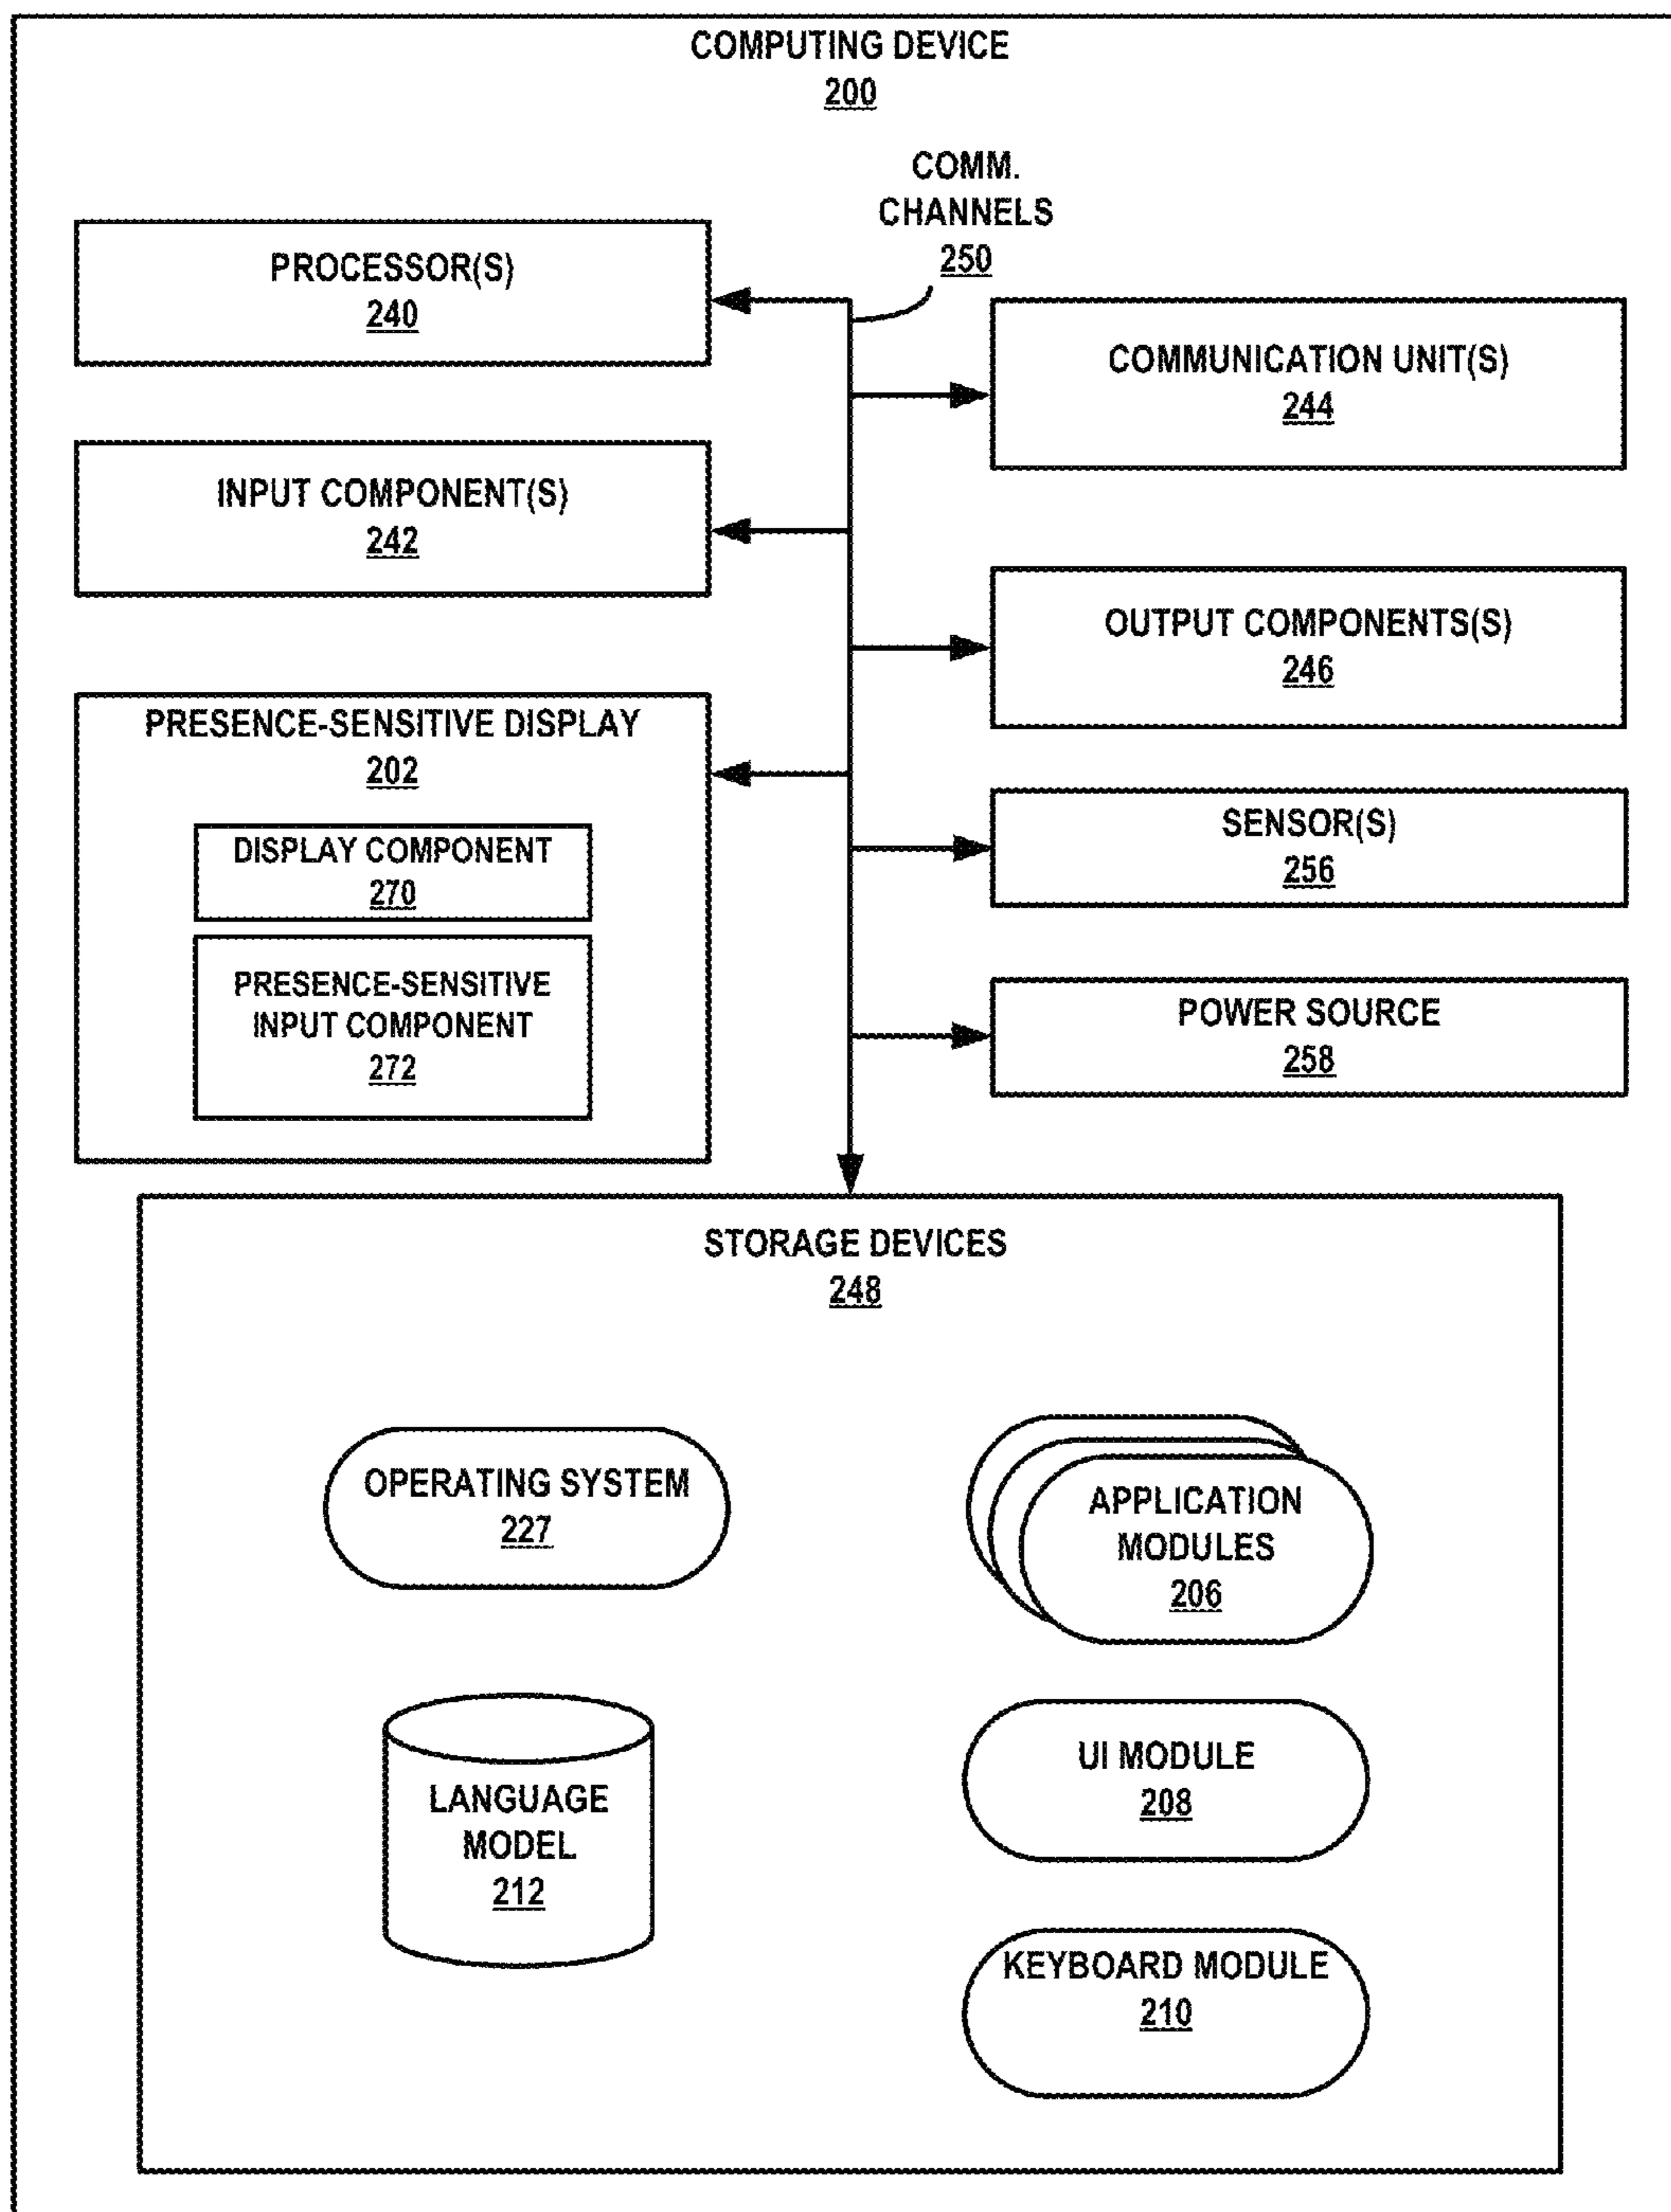 COMPUTING DEVICE
200
COMM.
CHANNELS
250
PROCESSOR(S)
240
COMMUNICATION UNIT(S)
244
INPUT COMPONENT(S)
242
OUTPUT COMPONENTS(S)
246
PRESENCE-SENSITIVE DISPLAY
202
DISPLAY COMPONENT
270
PRESENCE-SENSITIVE
INPUT COMPONENT
272
SENSOR(S)
256
POWER SOURCE
258
STORAGE DEVICES
248
OPERATING SYSTEM
227
APPLICATION
MODULES
206
LANGUAGE
MODEL
212
UI MODULE
208
KEYBOARD MODULE
210